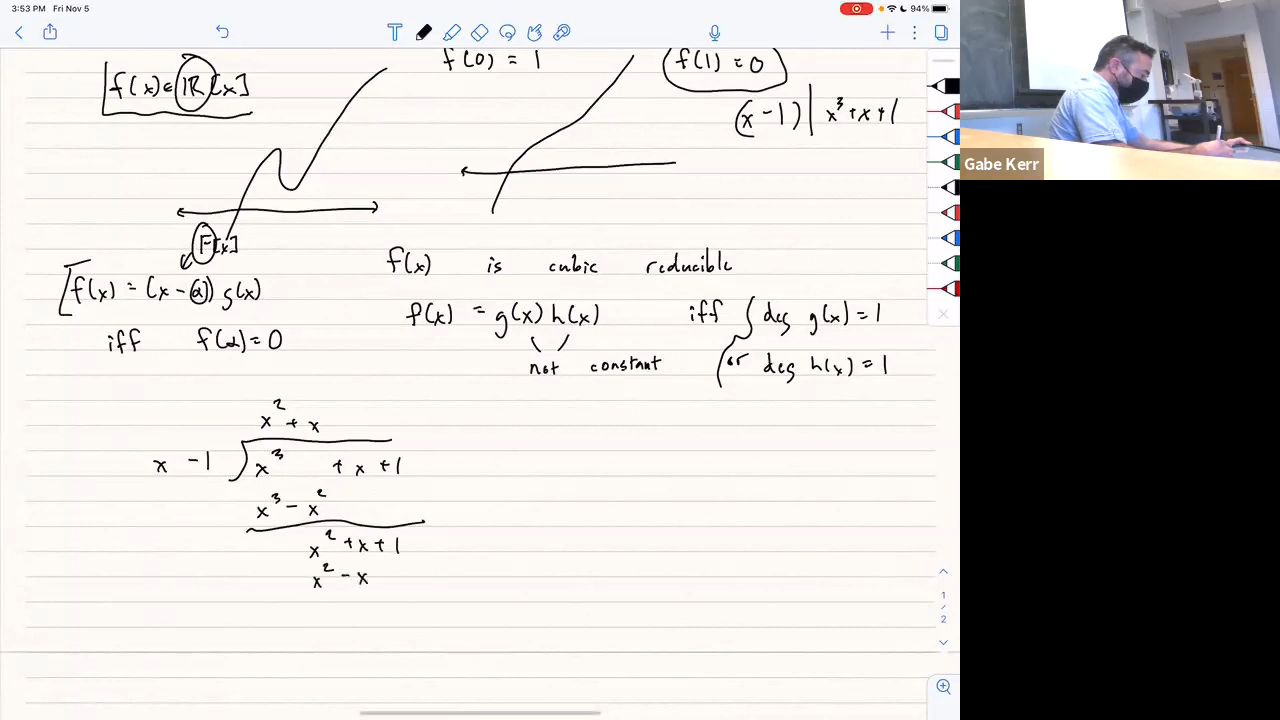 3:53 PM Fri Nov 5
94%
f(x) ∈ ℝ[x]
f(0) = 1
f(1) = 0
(x - 1) | x³ + x + 1
Gabe Kerr
F[x]
f(x) = (x - α) g(x)
iff f(α) = 0
f(x) is cubic reducible
f(x) = g(x) h(x) iff deg g(x) = 1
not constant or deg h(x) = 1
x² + x
x - 1 x³ + x + 1
x³ - x²
x² + x + 1
x² - x
1
/
2